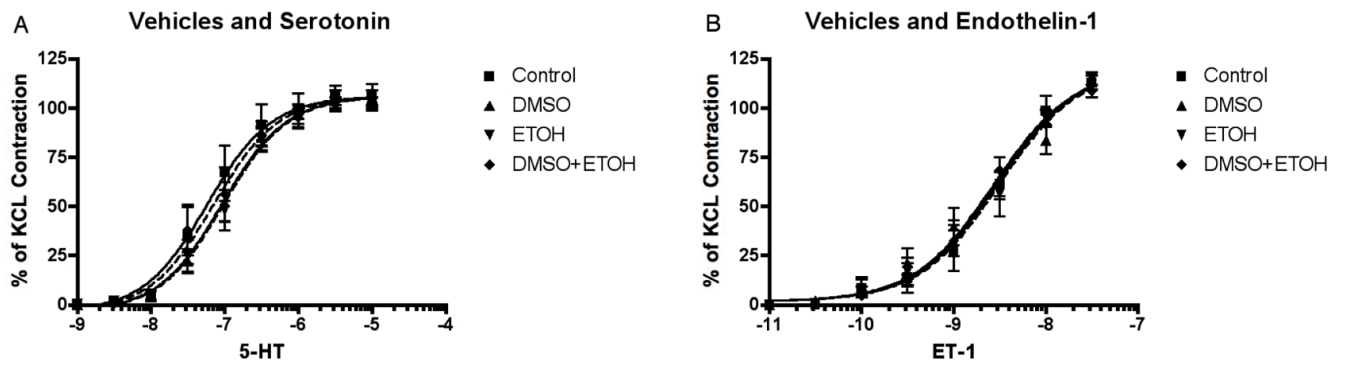 A
Vehicles and Serotonin
% of KCL Contraction
125
100
75
50
25
0
-9
-8
-7
-6
-5
-4
5-HT
Control
DMSO
ETOH
DMSO+ETOH
B
Vehicles and Endothelin-1
% of KCL Contraction
125
100
75
50
25
0
-11
-10
-9
-8
-7
ET-1
Control
DMSO
ETOH
DMSO+ETOH